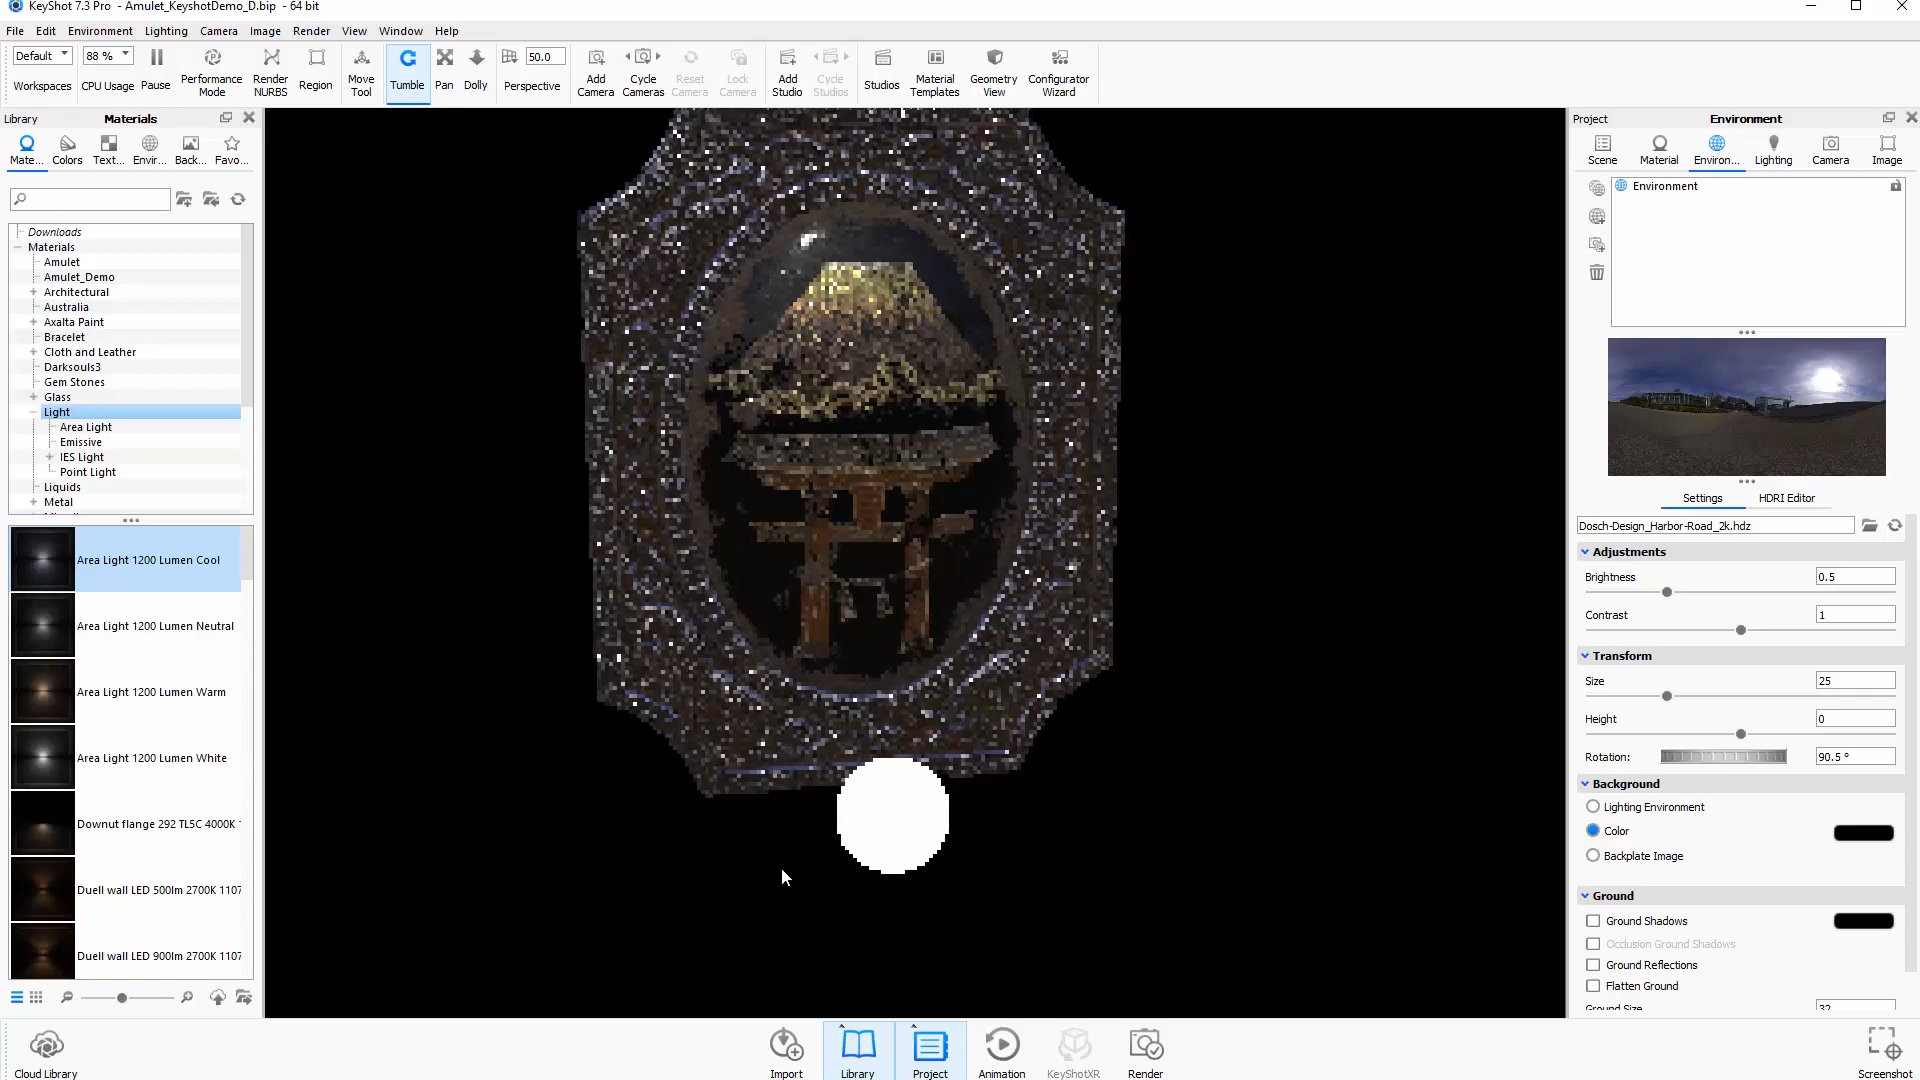 KeyShot 7.3 Pro - Amulet_KeyshotDemo_D.bip - 64 bit
File Edit Environment Lighting Camera Image Render View Window Help
Default 88 % 50.0
Workspaces CPU Usage Pause Performance Mode Render NURBS Region Move Tool Tumble Pan Dolly Perspective Add Camera Cycle Cameras Reset Camera Lock Camera Add Studio Cycle Studios Studios Material Templates Geometry View Configurator Wizard
Library Materials
Mate... Colors Text... Envir... Back... Favo...
Downloads
Materials
Amulet
Amulet_Demo
Architectural
Australia
Axalta Paint
Bracelet
Cloth and Leather
Darksouls3
Gem Stones
Glass
Light
Area Light
Emissive
IES Light
Point Light
Liquids
Metal
Area Light 1200 Lumen Cool
Area Light 1200 Lumen Neutral
Area Light 1200 Lumen Warm
Area Light 1200 Lumen White
Downut flange 292 TL5C 4000K
Duell wall LED 500lm 2700K 1107
Duell wall LED 900lm 2700K 1107
Project Environment
Scene Material Environ... Lighting Camera Image
Environment
Settings HDRI Editor
Dosch-Design_Harbor-Road_2k.hdz
Adjustments
Brightness 0.5
Contrast 1
Transform
Size 25
Height 0
Rotation: 90.5 °
Background
Lighting Environment
Color
Backplate Image
Ground
Ground Shadows
Occlusion Ground Shadows
Ground Reflections
Flatten Ground
Ground Size 32
Cloud Library Import Library Project Animation KeyShotXR Render Screenshot